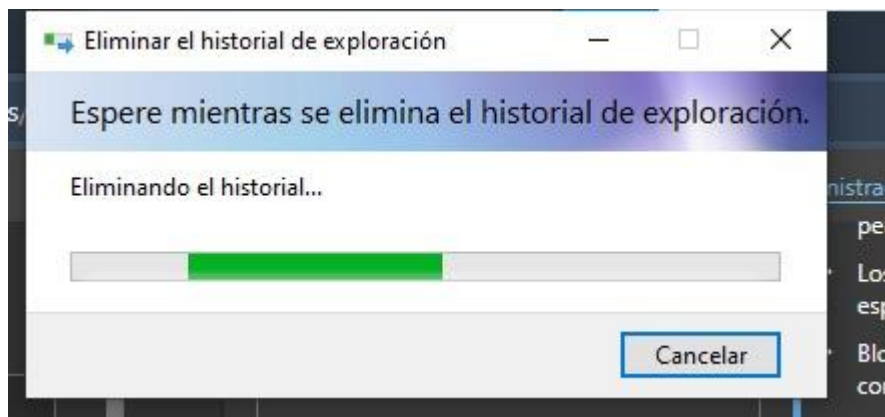 Eliminar el historial de exploración
Espere mientras se elimina el historial de exploración.
Eliminando el historial...
Cancelar